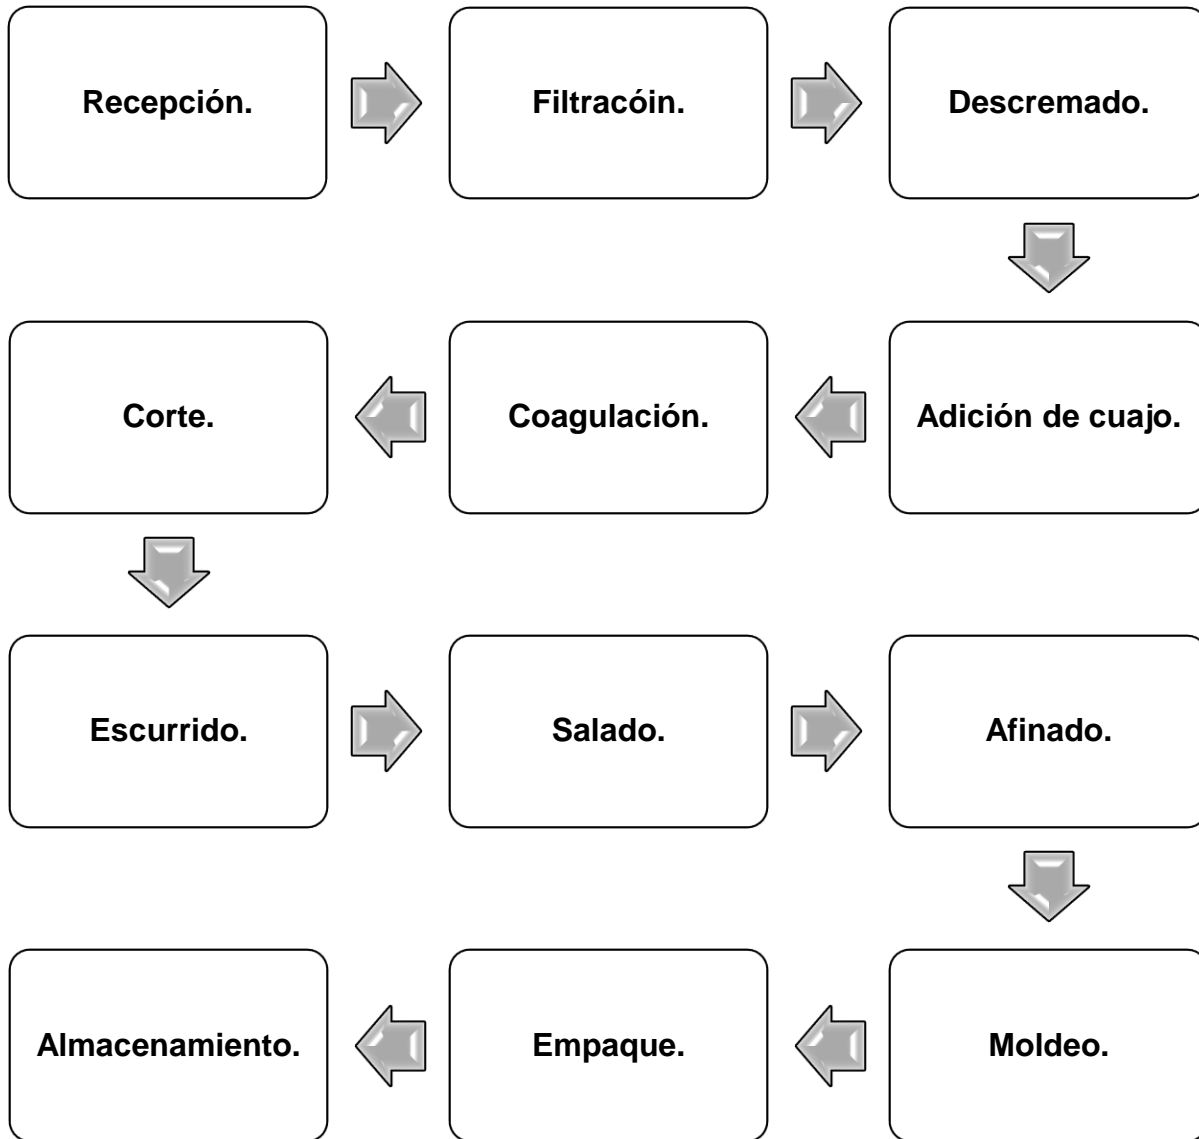 Recepción.
Filtracóin.
Descremado.
Adición de cuajo.
Coagulación.
Corte.
Escurrido.
Salado.
Afinado.
Moldeo.
Empaque.
Almacenamiento.